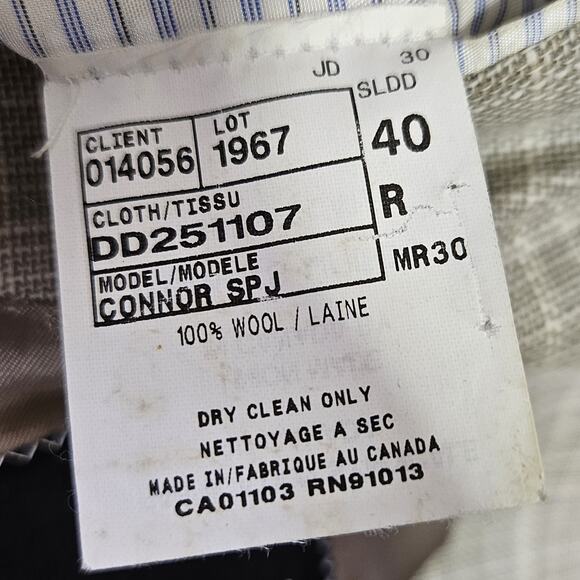 JD 30
SLDD
CLIENT
014056
LOT
1967
40
CLOTH/TISSU
DD251107
R
MODEL/MODELE
CONNOR SPJ
MR30
100% WOOL / LAINE
DRY CLEAN ONLY
NETTOYAGE A SEC
MADE IN/FABRIQUE AU CANADA
CA01103 RN91013